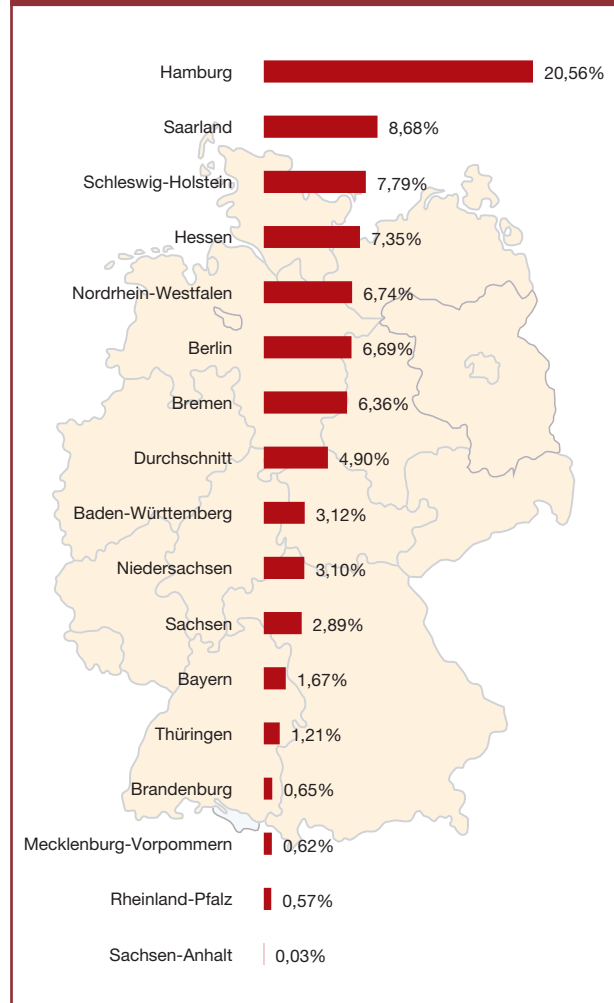 Hamburg 20,56%
Saarland 8,68%
Schleswig-Holstein 7,79%
Hessen 7,35%
Nordrhein-Westfalen 6,74%
Berlin 6,69%
Bremen 6,36%
Durchschnitt 4,90%
Baden-Württemberg 3,12%
Niedersachsen 3,10%
Sachsen 2,89%
Bayern 1,67%
Thüringen 1,21%
Brandenburg 0,65%
Mecklenburg-Vorpommern 0,62%
Rheinland-Pfalz 0,57%
Sachsen-Anhalt 0,03%